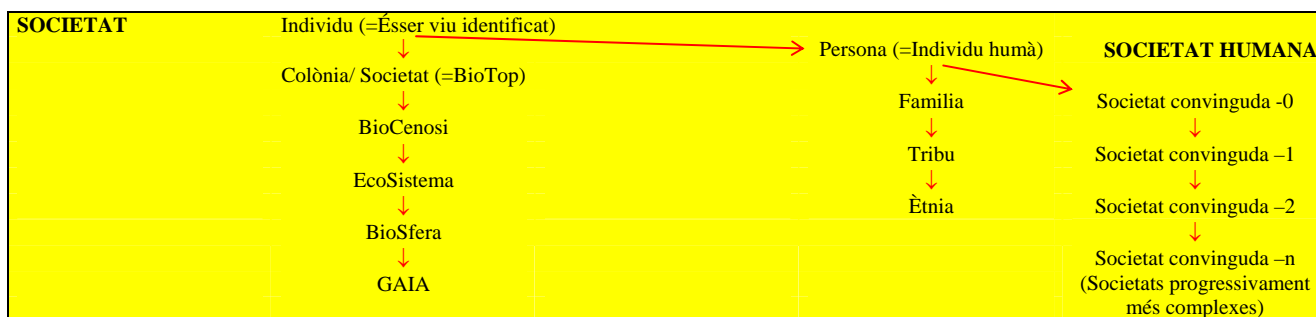 SOCIETAT
Individu (=Ésser viu identificat)
↓
Colònia/ Societat (=BioTop)
↓
BioCenosi
↓
EcoSistema
↓
BioSfera
↓
GAIA
Persona (=Individu humà)
↓
Familia
↓
Tribu
↓
Ètnia
SOCIETAT HUMANA
Societat convinguda -0
↓
Societat convinguda –1
↓
Societat convinguda –2
↓
Societat convinguda –n
(Societats progressivament
més complexes)